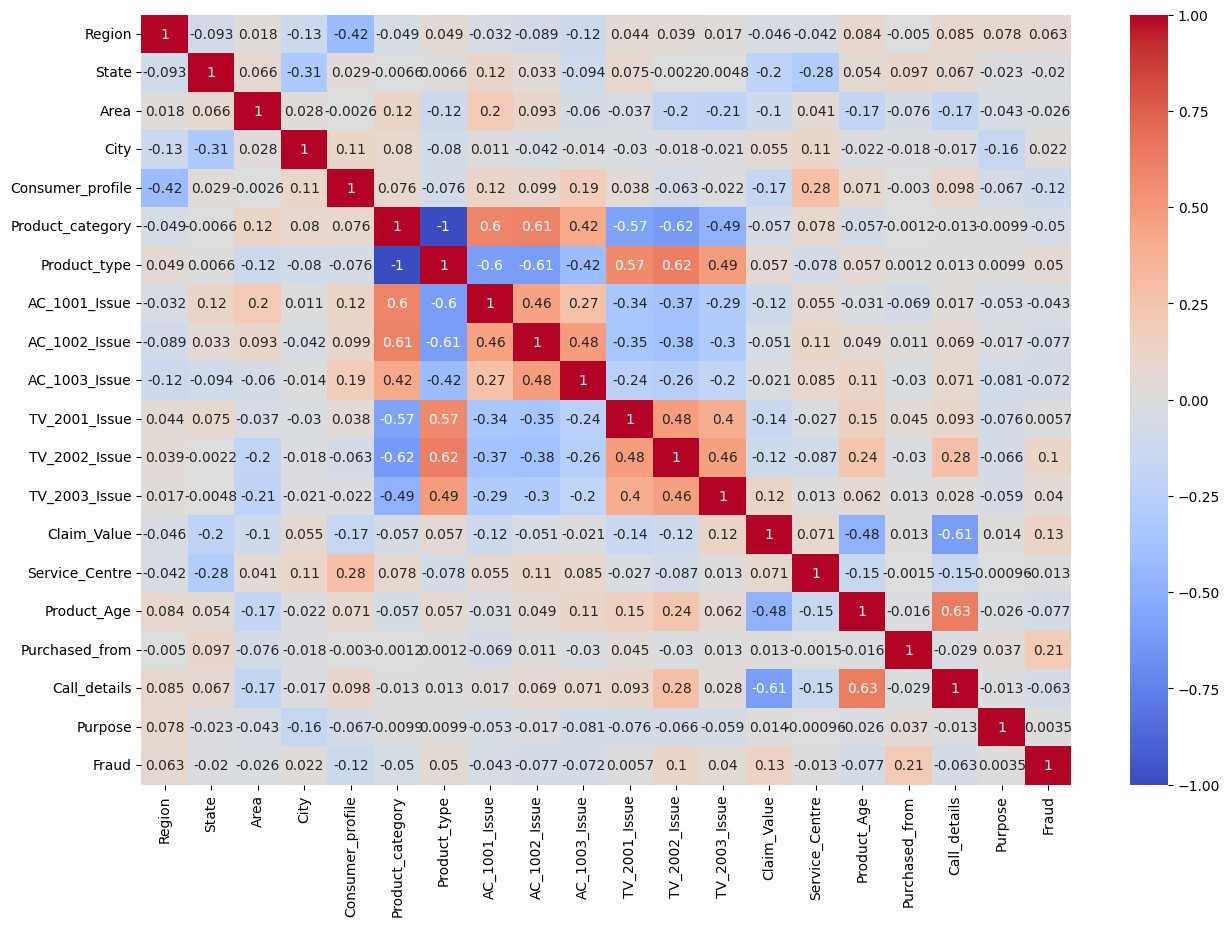 Region 1 -0.093 0.018 -0.13 -0.42 -0.049 0.049 -0.032 -0.089 -0.12 0.044 0.039 0.017 -0.046 -0.042 0.084 -0.005 0.085 0.078 0.063
State -0.093 1 0.066 -0.31 0.029 -0.0066 0.0066 0.12 0.033 -0.094 0.075 -0.0022 -0.0048 -0.2 -0.28 0.054 0.097 0.067 -0.023 -0.02
Area 0.018 0.066 1 0.028 -0.0026 0.12 -0.12 0.2 0.093 -0.06 -0.037 -0.2 -0.21 -0.1 0.041 -0.17 -0.076 -0.17 -0.043 -0.026
City -0.13 -0.31 0.028 1 0.11 0.08 -0.08 0.011 -0.042 -0.014 -0.03 -0.018 -0.021 0.055 0.11 -0.022 -0.018 -0.017 -0.16 0.022
Consumer_profile -0.42 0.029 -0.0026 0.11 1 0.076 -0.076 0.12 0.099 0.19 0.038 -0.063 -0.022 -0.17 0.28 0.071 -0.003 0.098 -0.067 -0.12
Product_category -0.049 -0.0066 0.12 0.08 0.076 1 -1 0.6 0.61 0.42 -0.57 -0.62 -0.49 -0.057 0.078 -0.057 -0.0012 -0.013 -0.0099 -0.05
Product_type 0.049 0.0066 -0.12 -0.08 -0.076 -1 1 -0.6 -0.61 -0.42 0.57 0.62 0.49 0.057 -0.078 0.057 0.0012 0.013 0.0099 0.05
AC_1001_Issue -0.032 0.12 0.2 0.011 0.12 0.6 -0.6 1 0.46 0.27 -0.34 -0.37 -0.29 -0.12 0.055 -0.031 -0.069 0.017 -0.053 -0.043
AC_1002_Issue -0.089 0.033 0.093 -0.042 0.099 0.61 -0.61 0.46 1 0.48 -0.35 -0.38 -0.3 -0.051 0.11 0.049 0.011 0.069 -0.017 -0.077
AC_1003_Issue -0.12 -0.094 -0.06 -0.014 0.19 0.42 -0.42 0.27 0.48 1 -0.24 -0.26 -0.2 -0.021 0.085 0.11 -0.03 0.071 -0.081 -0.072
TV_2001_Issue 0.044 0.075 -0.037 -0.03 0.038 -0.57 0.57 -0.34 -0.35 -0.24 1 0.48 0.4 -0.14 -0.027 0.15 0.045 0.093 -0.076 0.0057
TV_2002_Issue 0.039 -0.0022 -0.2 -0.018 -0.063 -0.62 0.62 -0.37 -0.38 -0.26 0.48 1 0.46 -0.12 -0.087 0.24 -0.03 0.28 -0.066 0.1
TV_2003_Issue 0.017 -0.0048 -0.21 -0.021 -0.022 -0.49 0.49 -0.29 -0.3 -0.2 0.4 0.46 1 0.12 0.013 0.062 0.013 0.028 -0.059 0.04
Claim_Value -0.046 -0.2 -0.1 0.055 -0.17 -0.057 0.057 -0.12 -0.051 -0.021 -0.14 -0.12 0.12 1 0.071 -0.48 0.013 -0.61 0.014 0.13
Service_Centre -0.042 -0.28 0.041 0.11 0.28 0.078 -0.078 0.055 0.11 0.085 -0.027 -0.087 0.013 0.071 1 -0.15 -0.0015 -0.15 -0.00096 -0.013
Product_Age 0.084 0.054 -0.17 -0.022 0.071 -0.057 0.057 -0.031 0.049 0.11 0.15 0.24 0.062 -0.48 -0.15 1 -0.016 0.63 -0.026 -0.077
Purchased_from -0.005 0.097 -0.076 -0.018 -0.003 -0.0012 0.0012 -0.069 0.011 -0.03 0.045 -0.03 0.013 0.013 -0.0015 -0.016 1 -0.029 0.037 0.21
Call_details 0.085 0.067 -0.17 -0.017 0.098 -0.013 0.013 0.017 0.069 0.071 0.093 0.28 0.028 -0.61 -0.15 0.63 -0.029 1 -0.013 -0.063
Purpose 0.078 -0.023 -0.043 -0.16 -0.067 -0.0099 0.0099 -0.053 -0.017 -0.081 -0.076 -0.066 -0.059 0.014 -0.00096 -0.026 0.037 -0.013 1 0.0035
Fraud 0.063 -0.02 -0.026 0.022 -0.12 -0.05 0.05 -0.043 -0.077 -0.072 0.0057 0.1 0.04 0.13 -0.013 -0.077 0.21 -0.063 0.0035 1
Region State Area City Consumer_profile Product_category Product_type AC_1001_Issue AC_1002_Issue AC_1003_Issue TV_2001_Issue TV_2002_Issue TV_2003_Issue Claim_Value Service_Centre Product_Age Purchased_from Call_details Purpose Fraud
1.00
0.75
0.50
0.25
0.00
−0.25
−0.50
−0.75
−1.00